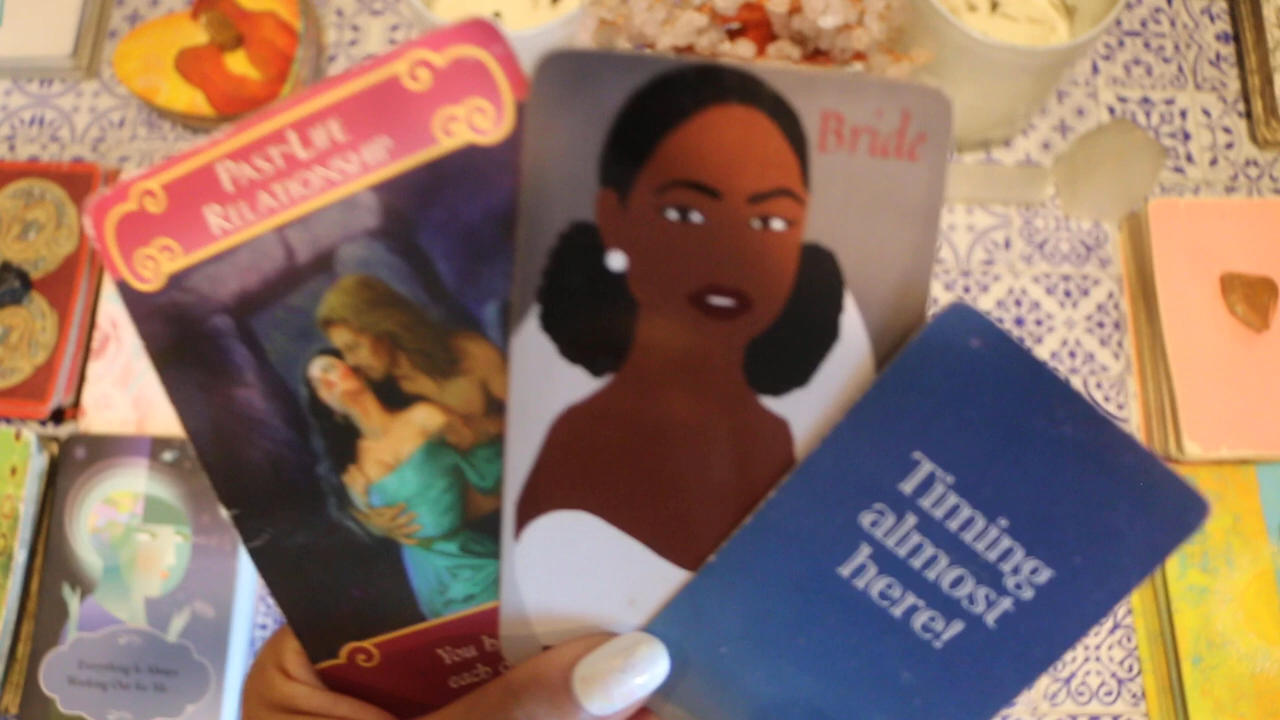 PAST-LIFE
RELATIONSHIP
Bride
Timing
almost
here!
You
each
Everything Is Always
Working Out for Me